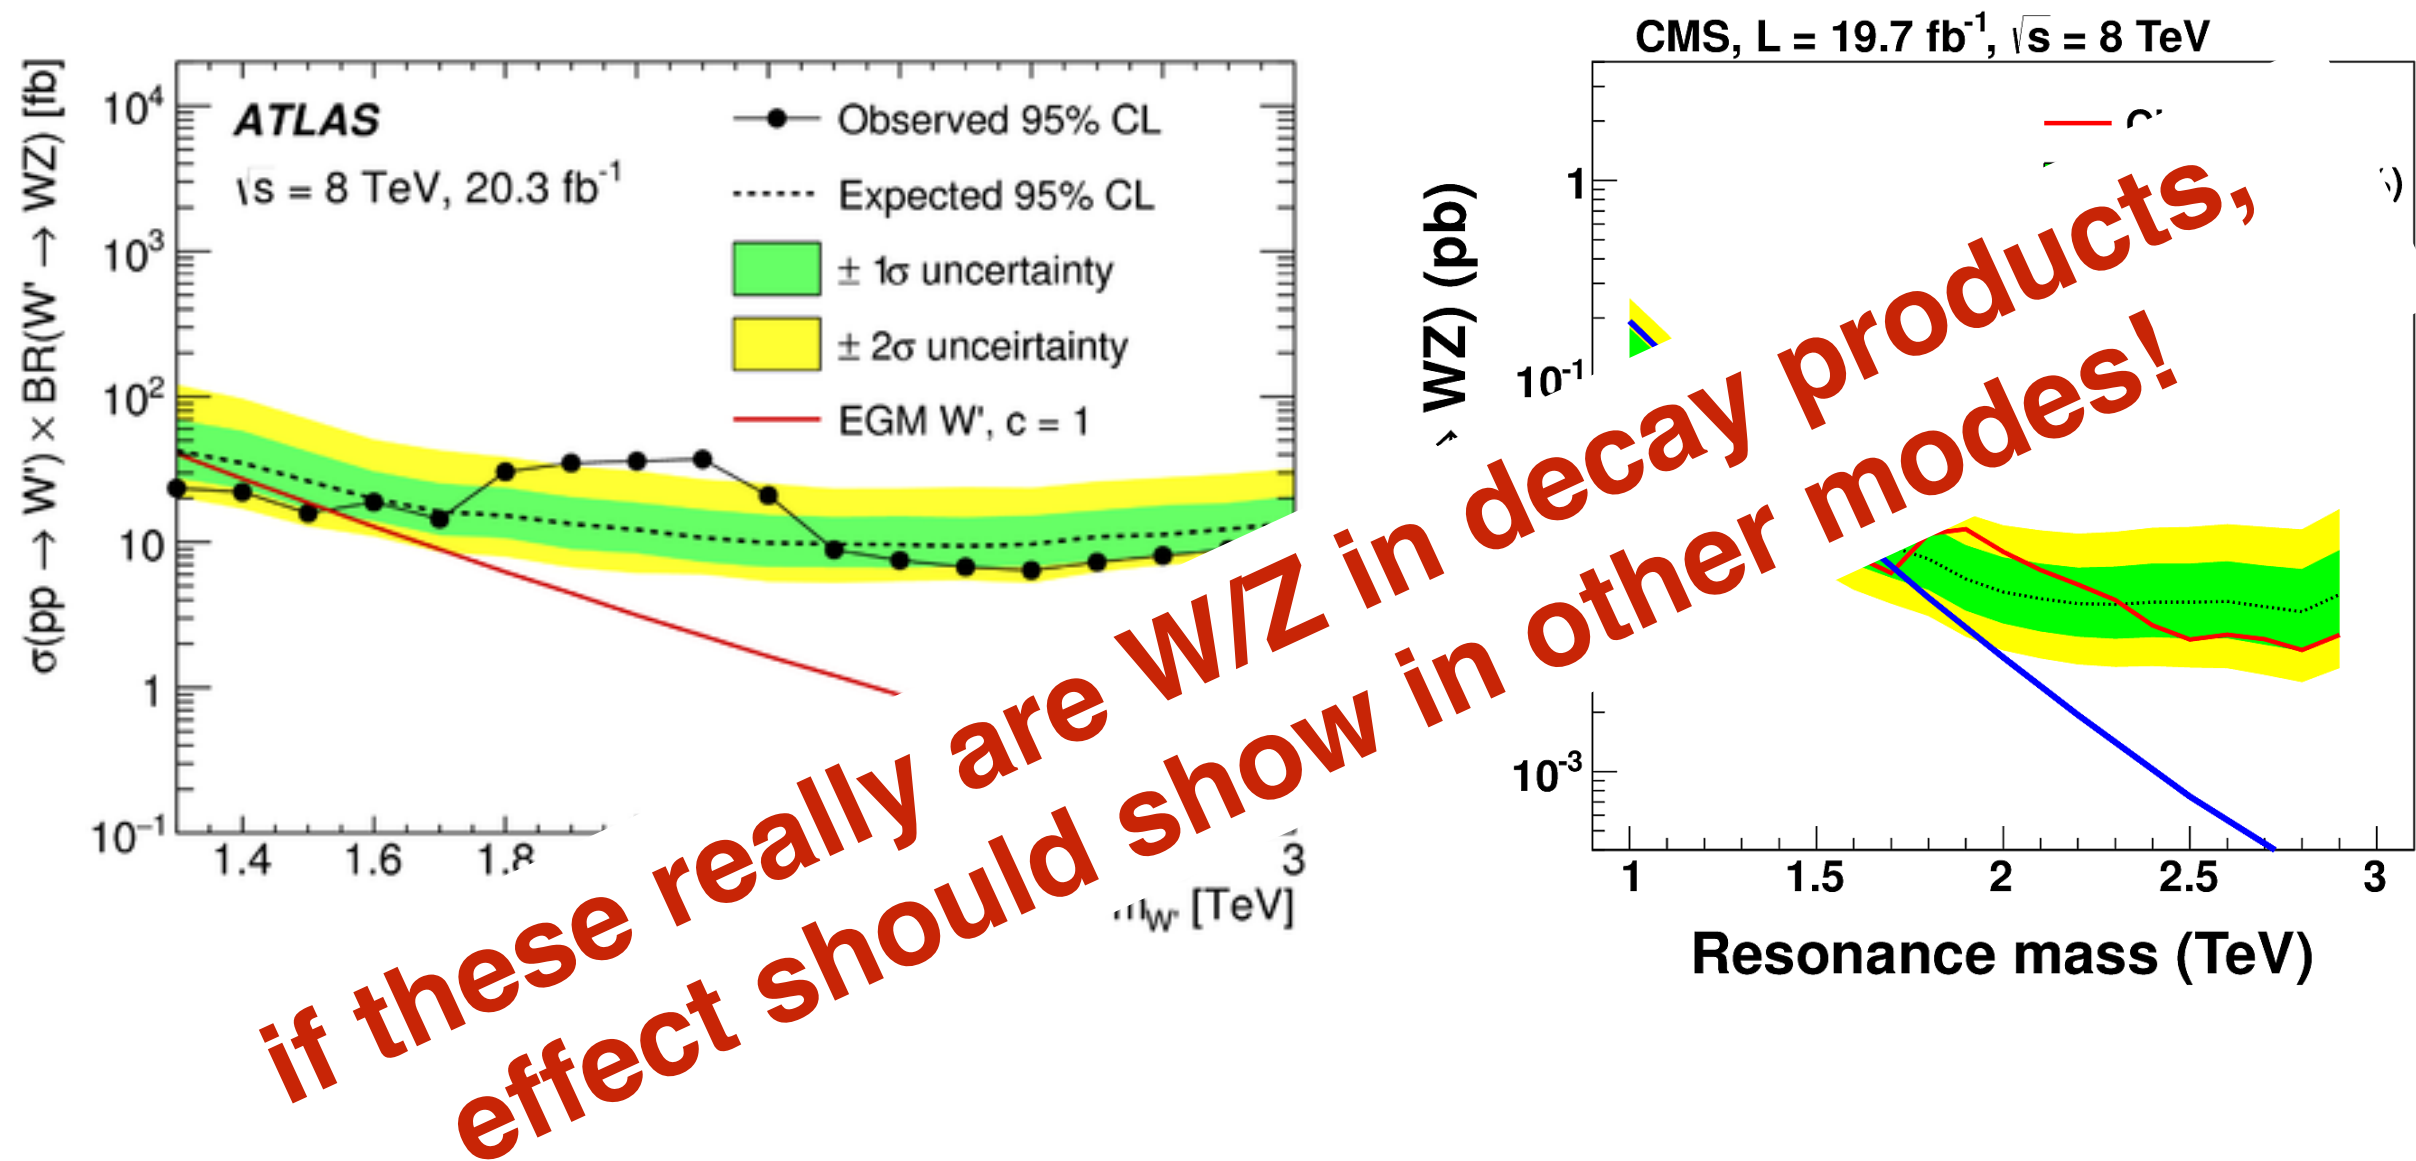 ATLAS
√s = 8 TeV, 20.3 fb⁻¹
Observed 95% CL
Expected 95% CL
± 1σ uncertainty
± 2σ unceirtainty
EGM W', c = 1
σ(pp → W') × BR(W' → WZ) [fb]
10⁴
10³
10²
10
1
10⁻¹
1.4 1.6 1.8 3
[TeV]
CMS, L = 19.7 fb⁻¹, √s = 8 TeV
WZ) (pb)
1
10⁻¹
10⁻³
1 1.5 2 2.5 3
Resonance mass (TeV)
if these really are W/Z in decay products,
effect should show in other modes!